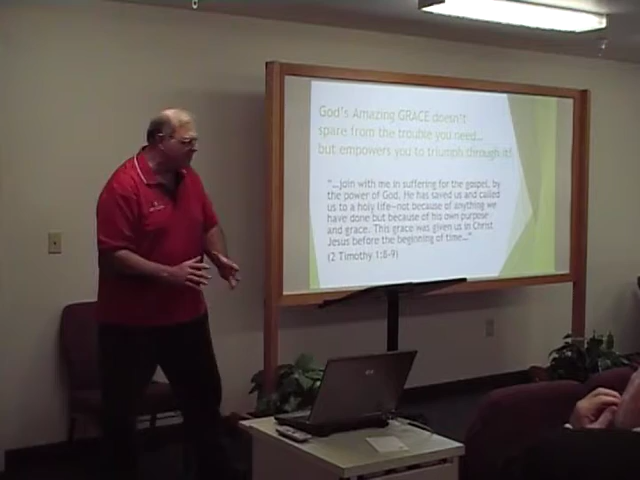 God's Amazing GRACE doesn't
spare from the trouble you need...
but empowers you to triumph through it!
"...join with me in suffering for the gospel, by
the power of God. He has saved us and called
us to a holy life—not because of anything we
have done but because of his own purpose
and grace. This grace was given us in Christ
Jesus before the beginning of time..."
(2 Timothy 1:8-9)